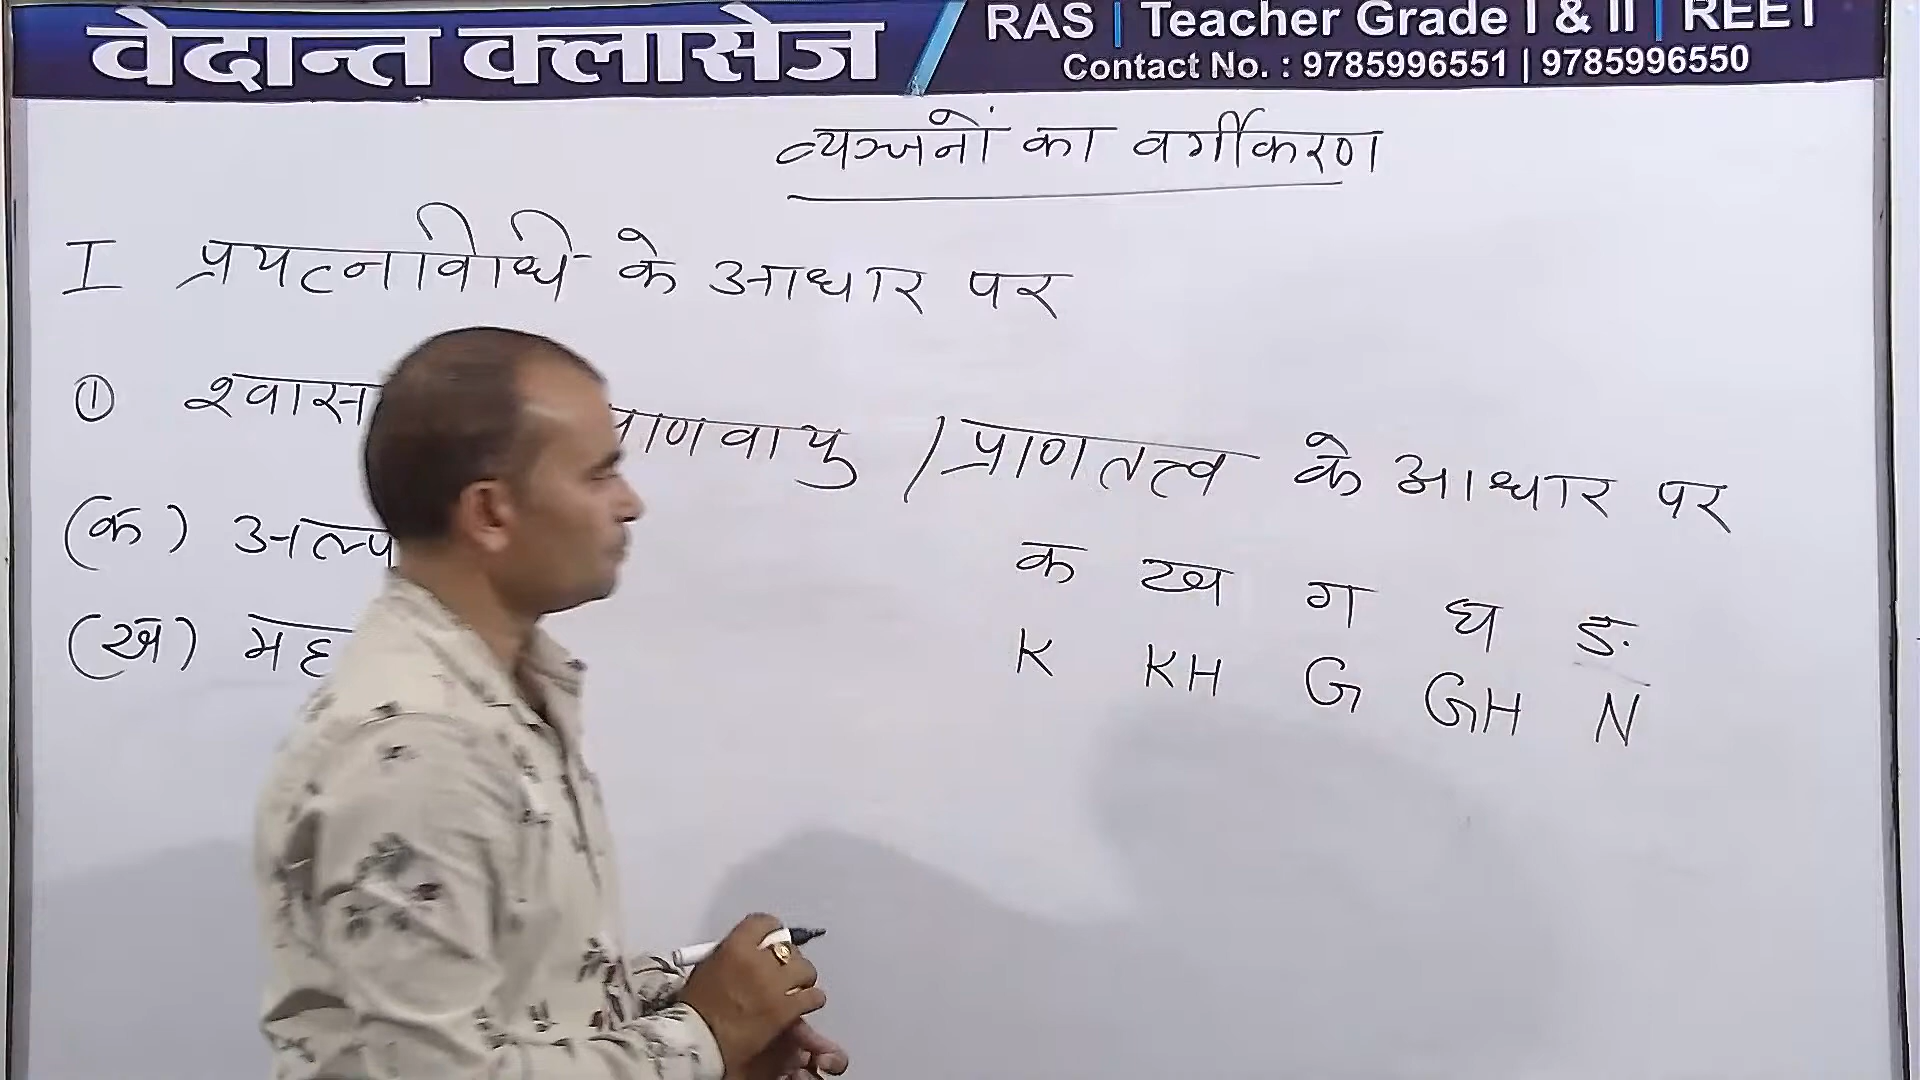 वेदान्त क्लासेज
RAS | Teacher Grade I & II | REET
Contact No. : 9785996551 | 9785996550
व्यञ्जनों का वर्गीकरण
I प्रयत्नाविधि के आधार पर
① श्वास ाणवायु / प्राणतत्त्व के आधार पर
(क) अल्प
(ख) मह
क ख ग घ ङ
K KH G GH N